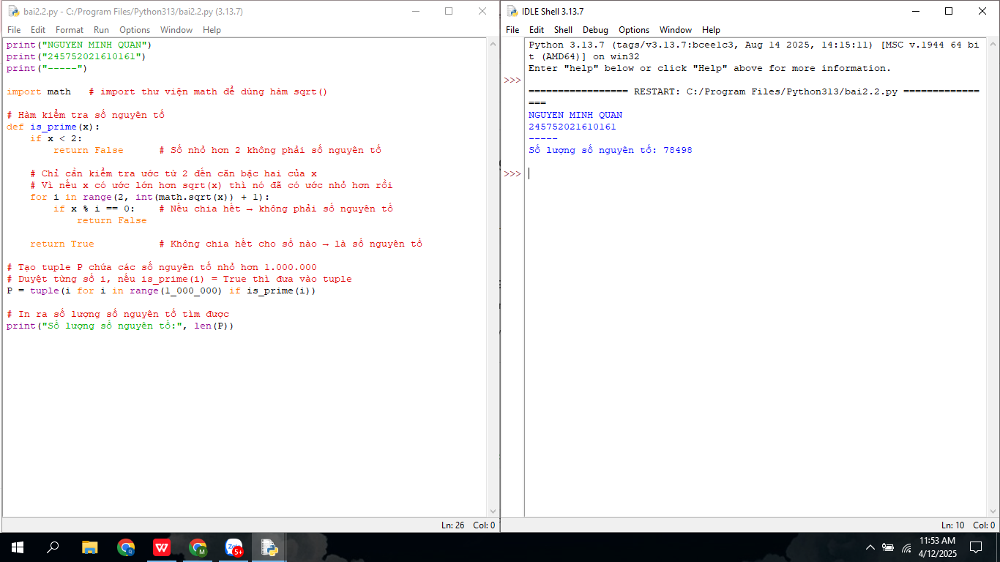 bai2.2.py - C:/Program Files/Python313/bai2.2.py (3.13.7)
File Edit Format Run Options Window Help
print("NGUYEN MINH QUAN")
print("245752021610161")
print("-----")
import math   # import thư viện math để dùng hàm sqrt()
# Hàm kiểm tra số nguyên tố
def is_prime(x):
    if x < 2:
        return False      # Số nhỏ hơn 2 không phải số nguyên tố
    # Chỉ cần kiểm tra ước từ 2 đến căn bậc hai của x
    # Vì nếu x có ước lớn hơn sqrt(x) thì nó đã có ước nhỏ hơn rồi
    for i in range(2, int(math.sqrt(x)) + 1):
        if x % i == 0:    # Nếu chia hết → không phải số nguyên tố
            return False
    return True           # Không chia hết cho số nào → là số nguyên tố
# Tạo tuple P chứa các số nguyên tố nhỏ hơn 1.000.000
# Duyệt từng số i, nếu is_prime(i) = True thì đưa vào tuple
P = tuple(i for i in range(1_000_000) if is_prime(i))
# In ra số lượng số nguyên tố tìm được
print("Số lượng số nguyên tố:", len(P))
Ln: 26 Col: 0
IDLE Shell 3.13.7
File Edit Shell Debug Options Window Help
Python 3.13.7 (tags/v3.13.7:bcee1c3, Aug 14 2025, 14:15:11) [MSC v.1944 64 bi
t (AMD64)] on win32
Enter "help" below or click "Help" above for more information.
>>>
================= RESTART: C:/Program Files/Python313/bai2.2.py =============
===
NGUYEN MINH QUAN
245752021610161
-----
Số lượng số nguyên tố: 78498
>>>
Ln: 10 Col: 0
5+
11:53 AM
4/12/2025